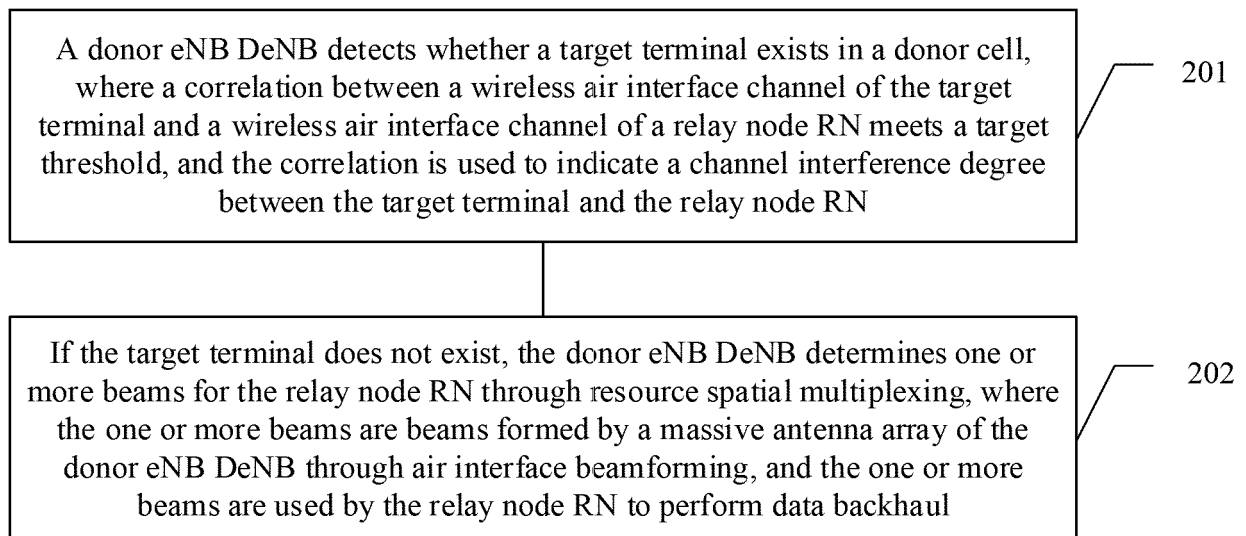 A donor eNB DeNB detects whether a target terminal exists in a donor cell,
where a correlation between a wireless air interface channel of the target
terminal and a wireless air interface channel of a relay node RN meets a target
threshold, and the correlation is used to indicate a channel interference degree
between the target terminal and the relay node RN
201
If the target terminal does not exist, the donor eNB DeNB determines one or
more beams for the relay node RN through resource spatial multiplexing, where
the one or more beams are beams formed by a massive antenna array of the
donor eNB DeNB through air interface beamforming, and the one or more
beams are used by the relay node RN to perform data backhaul
202